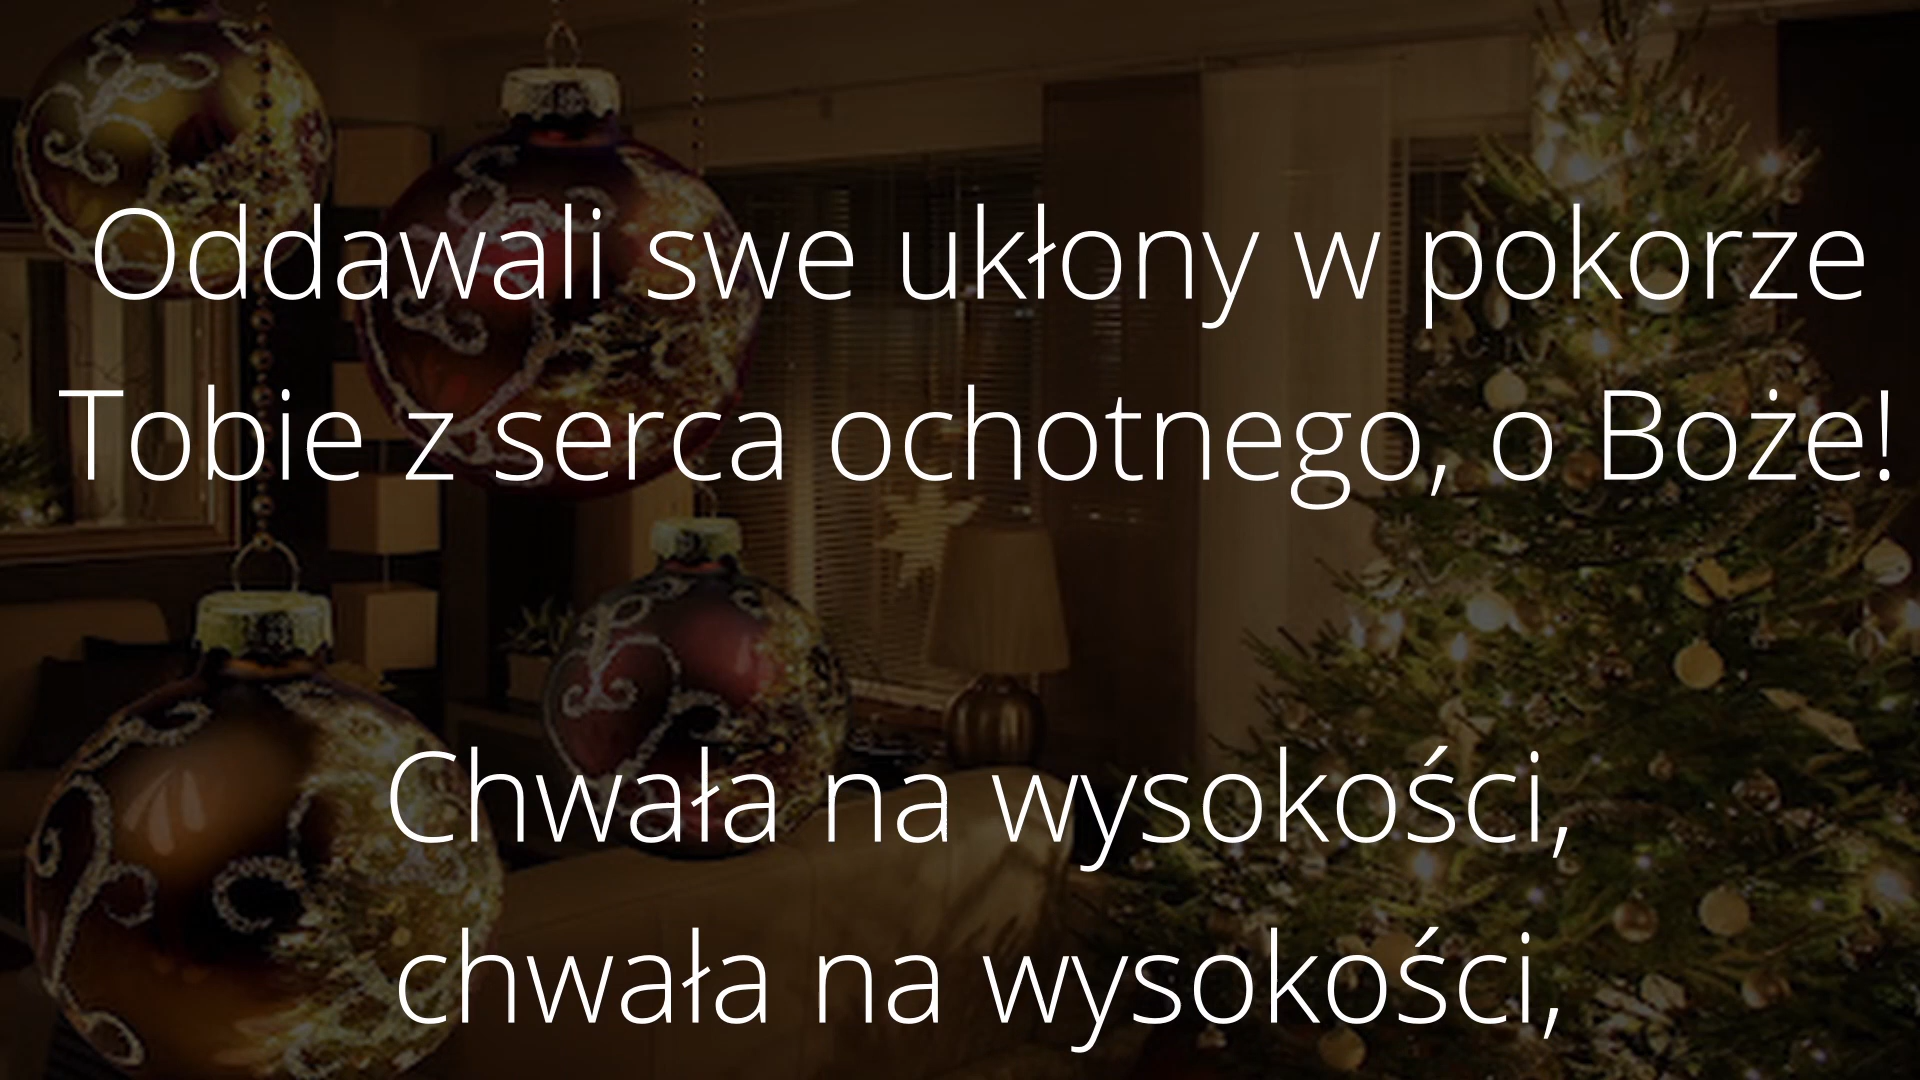 Oddawali swe ukłony w pokorze
Tobie z serca ochotnego, o Boże!
Chwała na wysokości,
chwała na wysokości,